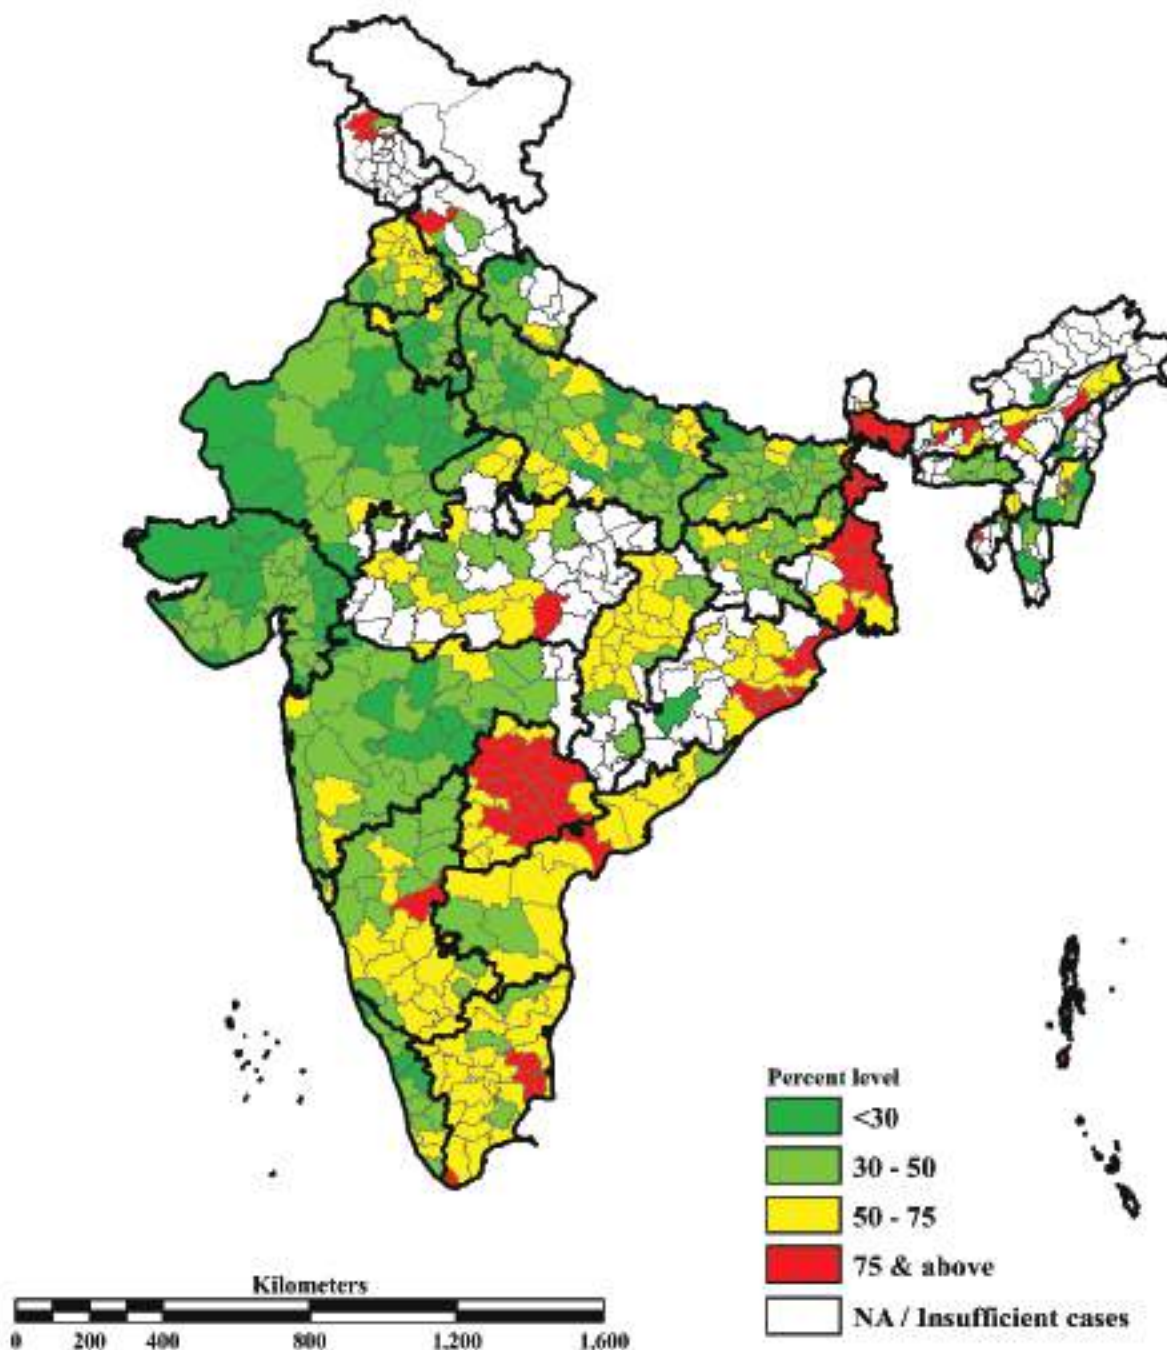 Percent level
<30
30 - 50
50 - 75
75 & above
NA / Insufficient cases
Kilometers
0 200 400 800 1,200 1,600